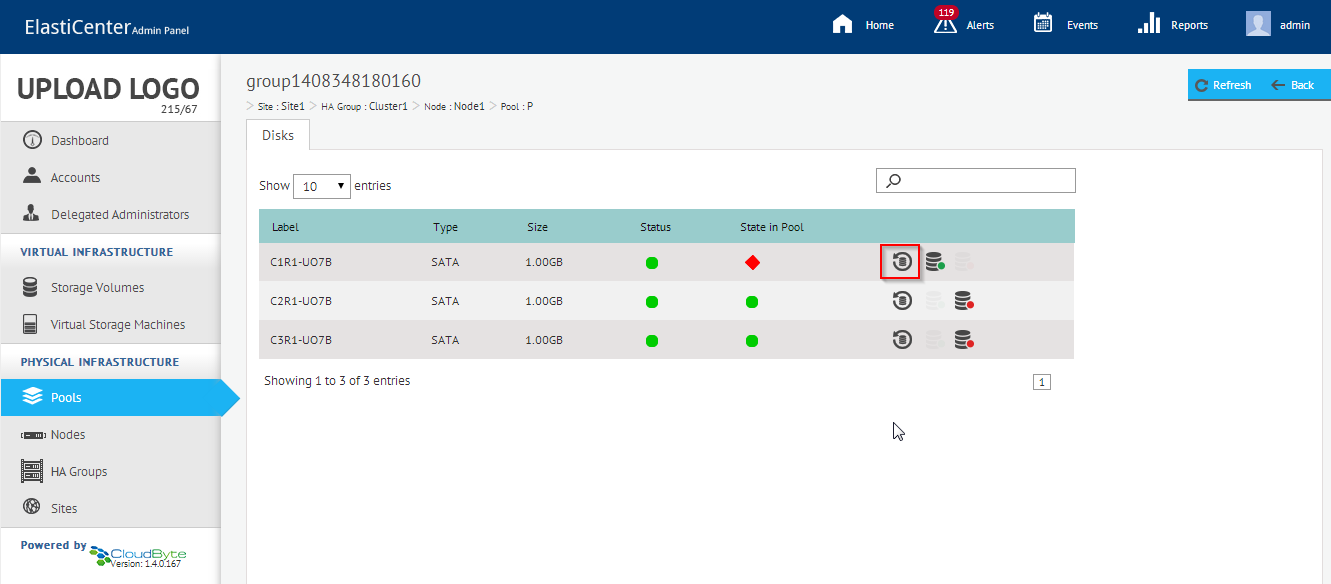 ElastiCenter Admin Panel
Home
119
Alerts
Events
Reports
admin
UPLOAD LOGO
215/67
Dashboard
Accounts
Delegated Administrators
VIRTUAL INFRASTRUCTURE
Storage Volumes
Virtual Storage Machines
PHYSICAL INFRASTRUCTURE
Pools
Nodes
HA Groups
Sites
Powered by CloudByte
Version: 1.4.0.167
group1408348180160
Refresh Back
> Site : Site1 > HA Group : Cluster1 > Node : Node1 > Pool : P
Disks
Show 10 entries
Label Type Size Status State in Pool
C1R1-UO7B SATA 1.00GB
C2R1-UO7B SATA 1.00GB
C3R1-UO7B SATA 1.00GB
Showing 1 to 3 of 3 entries
1